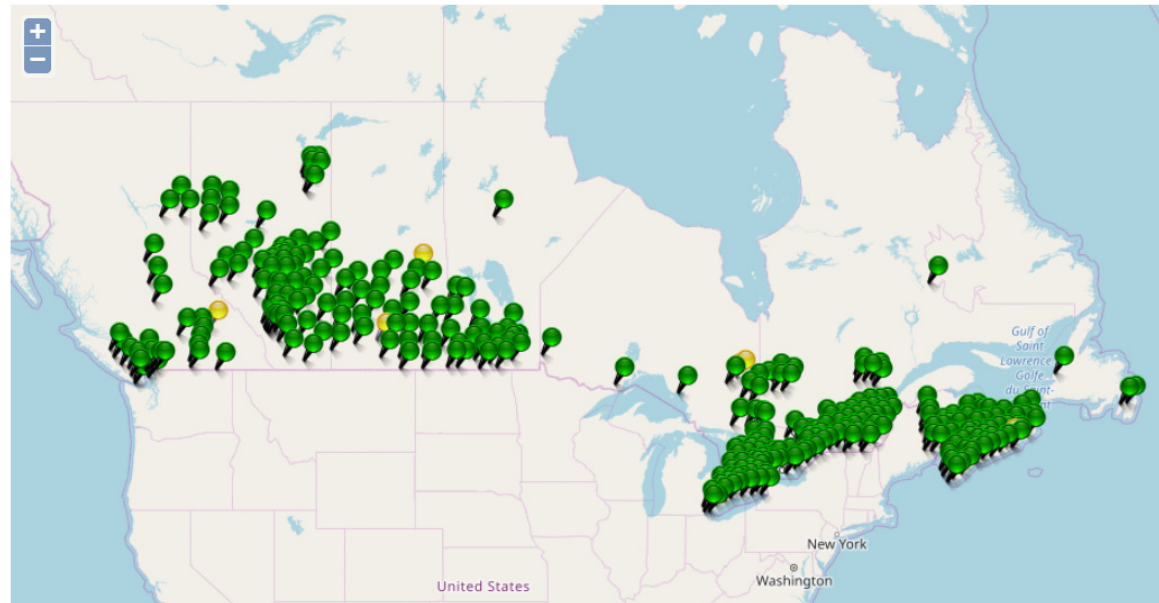 +
−
Gulf of
Saint
Lawrence
Golfe
du Saint-
New York
Washington
United States